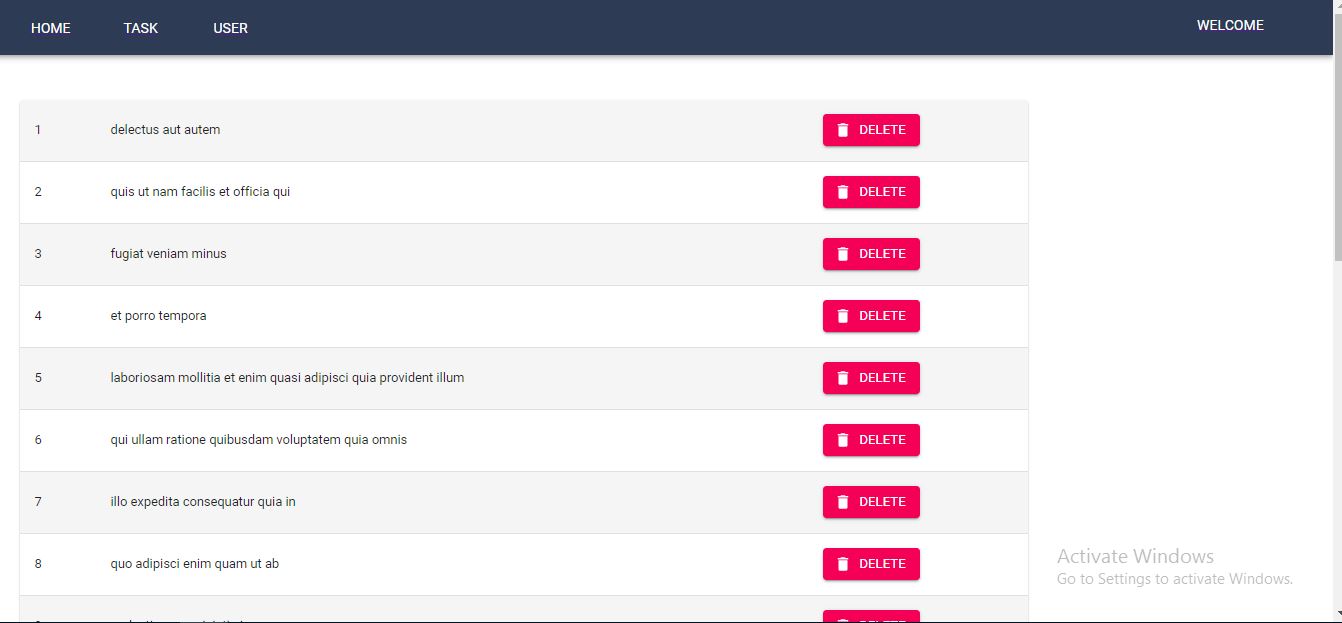 HOME TASK USER WELCOME
1 delectus aut autem DELETE
2 quis ut nam facilis et officia qui DELETE
3 fugiat veniam minus DELETE
4 et porro tempora DELETE
5 laboriosam mollitia et enim quasi adipisci quia provident illum DELETE
6 qui ullam ratione quibusdam voluptatem quia omnis DELETE
7 illo expedita consequatur quia in DELETE
8 quo adipisci enim quam ut ab DELETE
Activate Windows
Go to Settings to activate Windows.